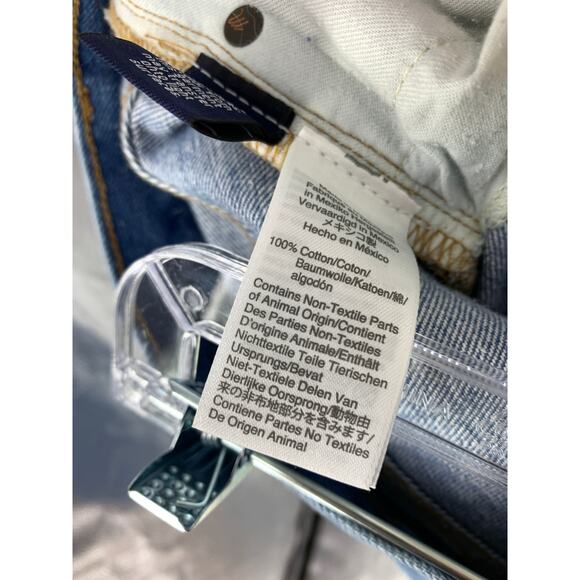 Fabriqu
in Mexiko Herges
Vervaardigd in Mexico
メキシコ製
Hecho en México
100% Cotton/Coton/
Baumwolle/Katoen/綿/
algodón
Contains Non-Textile Parts
of Animal Origin/Contient
Des Parties Non-Textiles
D'origine Animale/Enthält
Nichttextile Teile Tierischen
Ursprungs/Bevat
Niet-Textiele Delen Van
Dierlijke Oorsprong/動物由
来の非布地部分を含みます/
Contiene Partes No Textiles
De Origen Animal